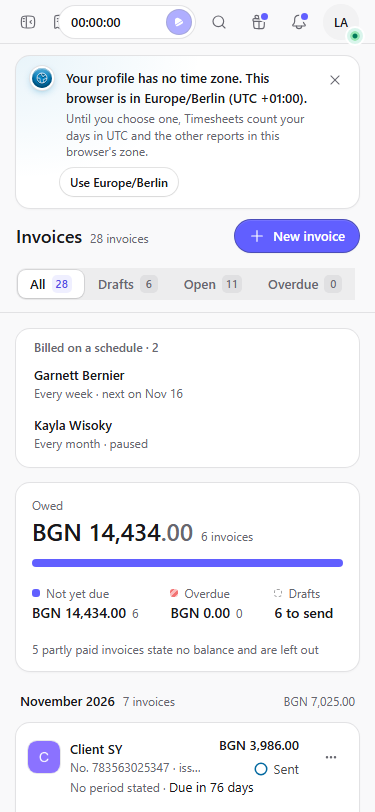 00:00:00
LA
Your profile has no time zone. This
browser is in Europe/Berlin (UTC +01:00).
Until you choose one, Timesheets count your
days in UTC and the other reports in this
browser's zone.
Use Europe/Berlin
Invoices 28 invoices
New invoice
All 28 Drafts 6 Open 11 Overdue 0
Billed on a schedule · 2
Garnett Bernier
Every week · next on Nov 16
Kayla Wisoky
Every month · paused
Owed
BGN 14,434.00 6 invoices
Not yet due Overdue Drafts
BGN 14,434.00 6 BGN 0.00 0 6 to send
5 partly paid invoices state no balance and are left out
November 2026 7 invoices BGN 7,025.00
C
Client SY BGN 3,986.00
No. 783563025347 · iss... Sent
No period stated · Due in 76 days